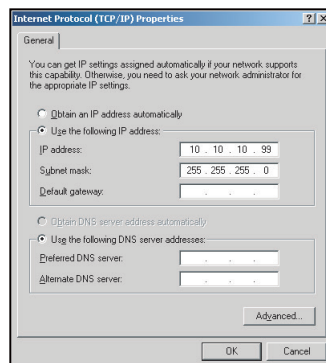 Internet Protocol (TCP/IP) Properties
General
You can get IP settings assigned automatically if your network supports
this capability. Otherwise, you need to ask your network administrator for
the appropriate IP settings.
Obtain an IP address automatically
Use the following IP address:
IP address: 10 . 10 . 10 . 99
Subnet mask: 255 . 255 . 255 . 0
Default gateway: . . .
Obtain DNS server address automatically
Use the following DNS server addresses:
Preferred DNS server: . . .
Alternate DNS server: . . .
Advanced...
OK Cancel